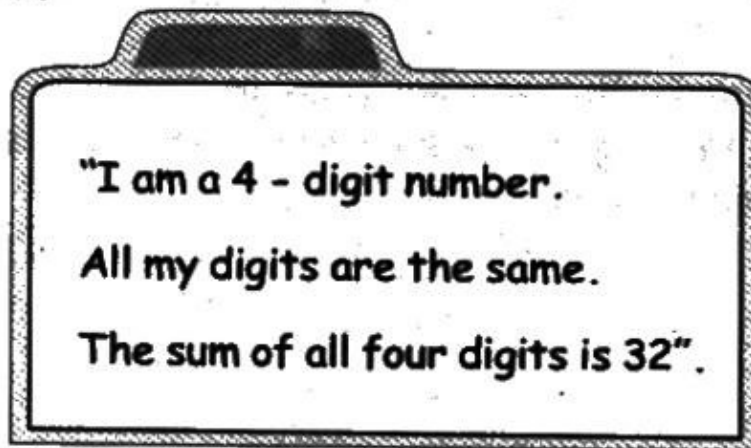 "I am a 4 - digit number.
All my digits are the same.
The sum of all four digits is 32".